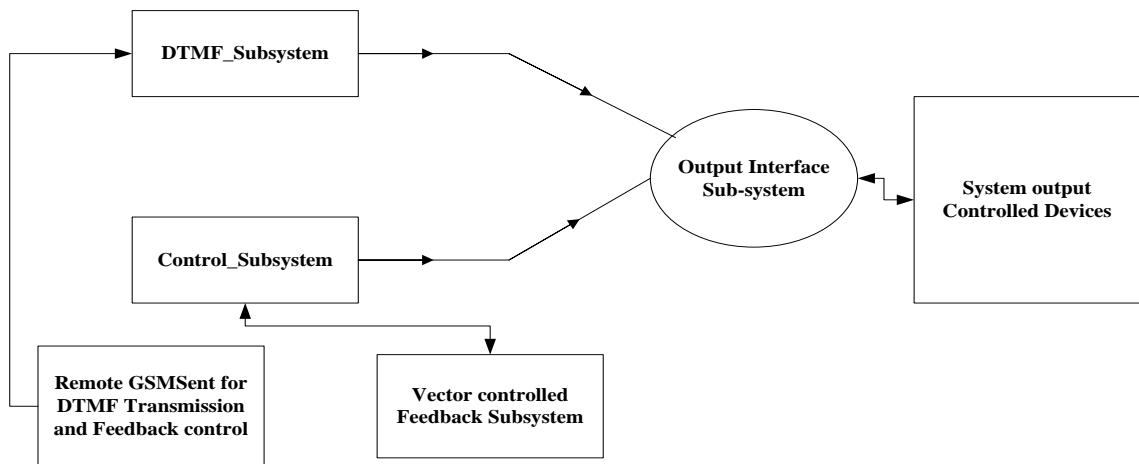 DTMF_Subsystem
Output Interface
Sub-system
System output
Controlled Devices
Control_Subsystem
Remote GSMSent for
DTMF Transmission
and Feedback control
Vector controlled
Feedback Subsystem